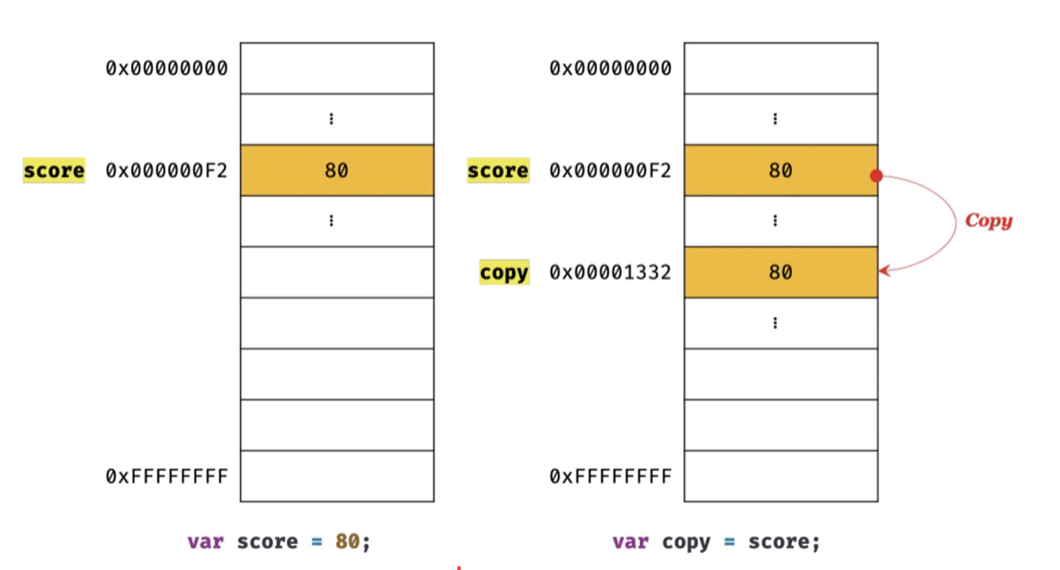 0x00000000
⋮
score 0x000000F2 80
⋮
0xFFFFFFFF
var score = 80;
0x00000000
⋮
score 0x000000F2 80
Copy
⋮
copy 0x00001332 80
⋮
0xFFFFFFFF
var copy = score;